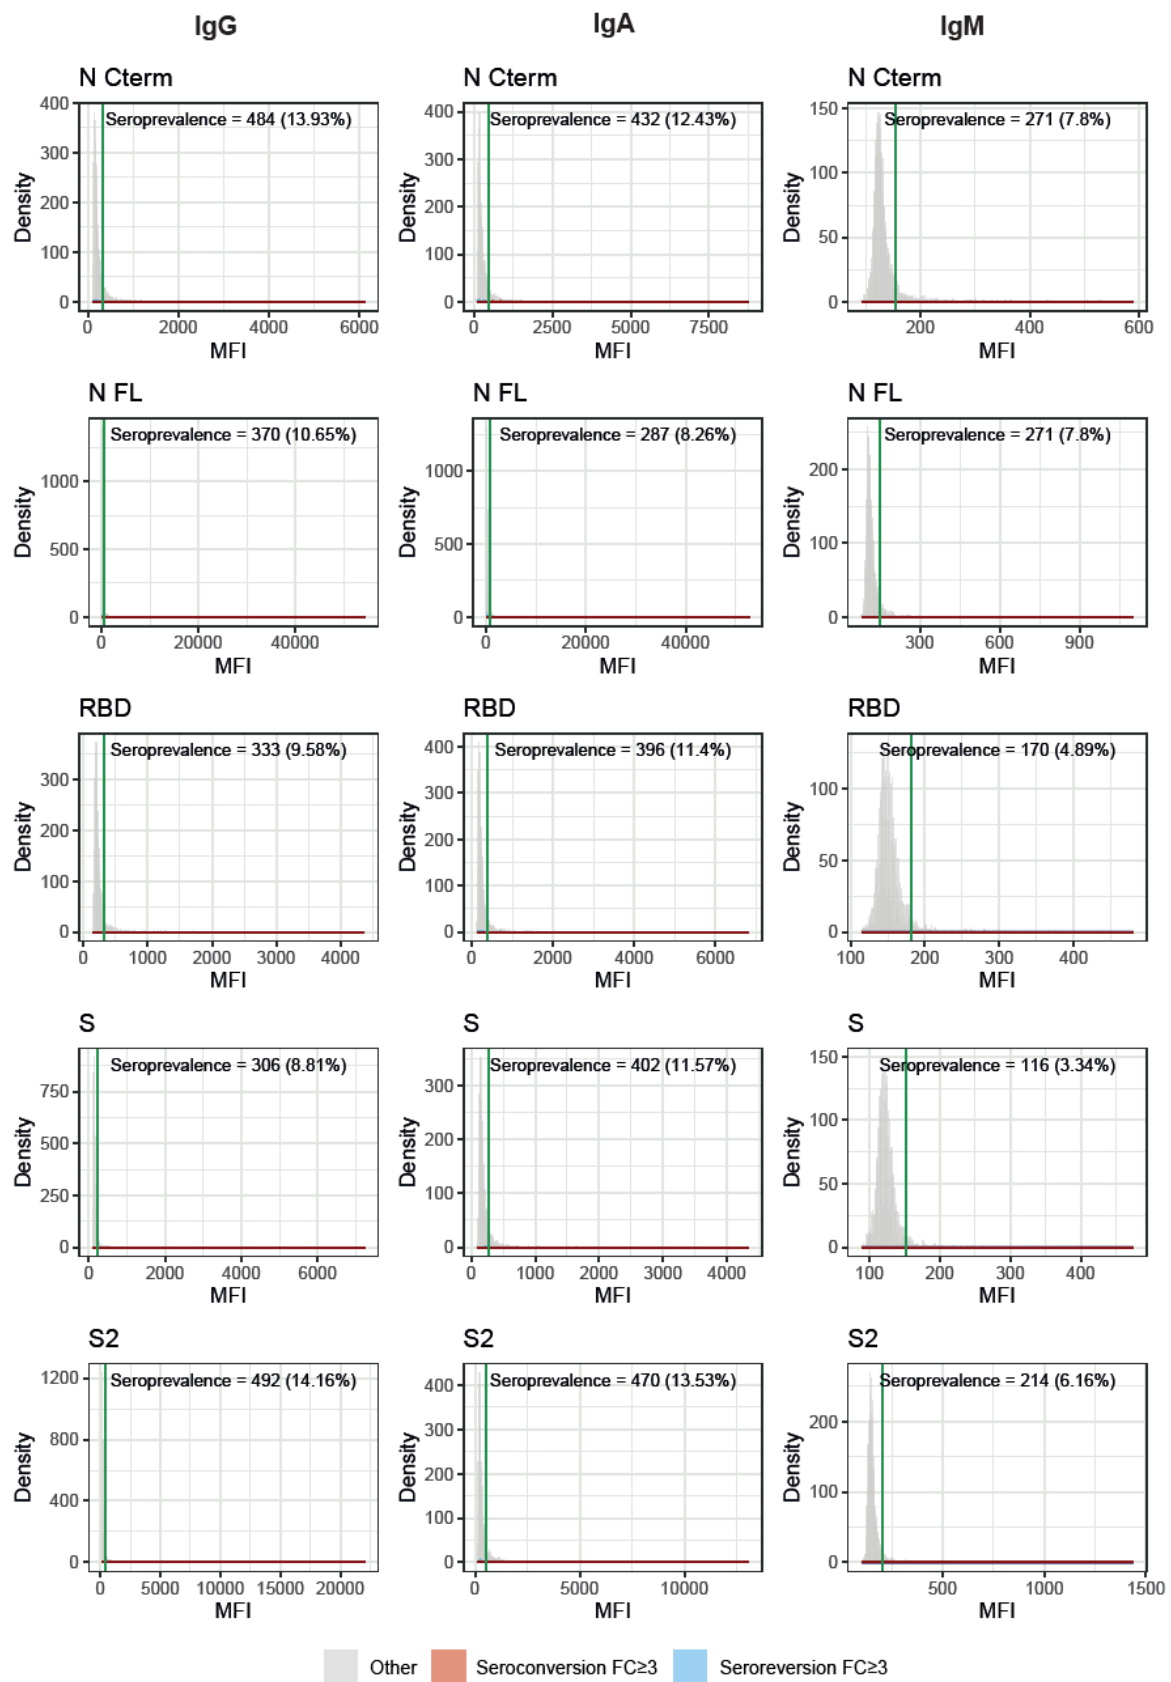 IgG IgA IgM
N Cterm N Cterm N Cterm
Seroprevalence = 484 (13.93%) Seroprevalence = 432 (12.43%) Seroprevalence = 271 (7.8%)
Density Density Density
400 300 200 100 0
400 300 200 100 0
150 100 50 0
0 2000 4000 6000
0 2500 5000 7500
200 400 600
MFI MFI MFI
N FL N FL N FL
Seroprevalence = 370 (10.65%) Seroprevalence = 287 (8.26%) Seroprevalence = 271 (7.8%)
Density Density Density
1000 500 0
1000 500 0
200 100 0
0 20000 40000
0 20000 40000
300 600 900
MFI MFI MFI
RBD RBD RBD
Seroprevalence = 333 (9.58%) Seroprevalence = 396 (11.4%) Seroprevalence = 170 (4.89%)
Density Density Density
300 200 100 0
400 300 200 100 0
100 50 0
0 1000 2000 3000 4000
0 2000 4000 6000
100 200 300 400
MFI MFI MFI
S S S
Seroprevalence = 306 (8.81%) Seroprevalence = 402 (11.57%) Seroprevalence = 116 (3.34%)
Density Density Density
750 500 250 0
300 200 100 0
150 100 50 0
0 2000 4000 6000
0 1000 2000 3000 4000
100 200 300 400
MFI MFI MFI
S2 S2 S2
Seroprevalence = 492 (14.16%) Seroprevalence = 470 (13.53%) Seroprevalence = 214 (6.16%)
Density Density Density
1200 800 400 0
400 300 200 100 0
200 100 0
0 5000 10000 15000 20000
0 5000 10000
500 1000 1500
MFI MFI MFI
Other Seroconversion FC≥3 Seroreversion FC≥3